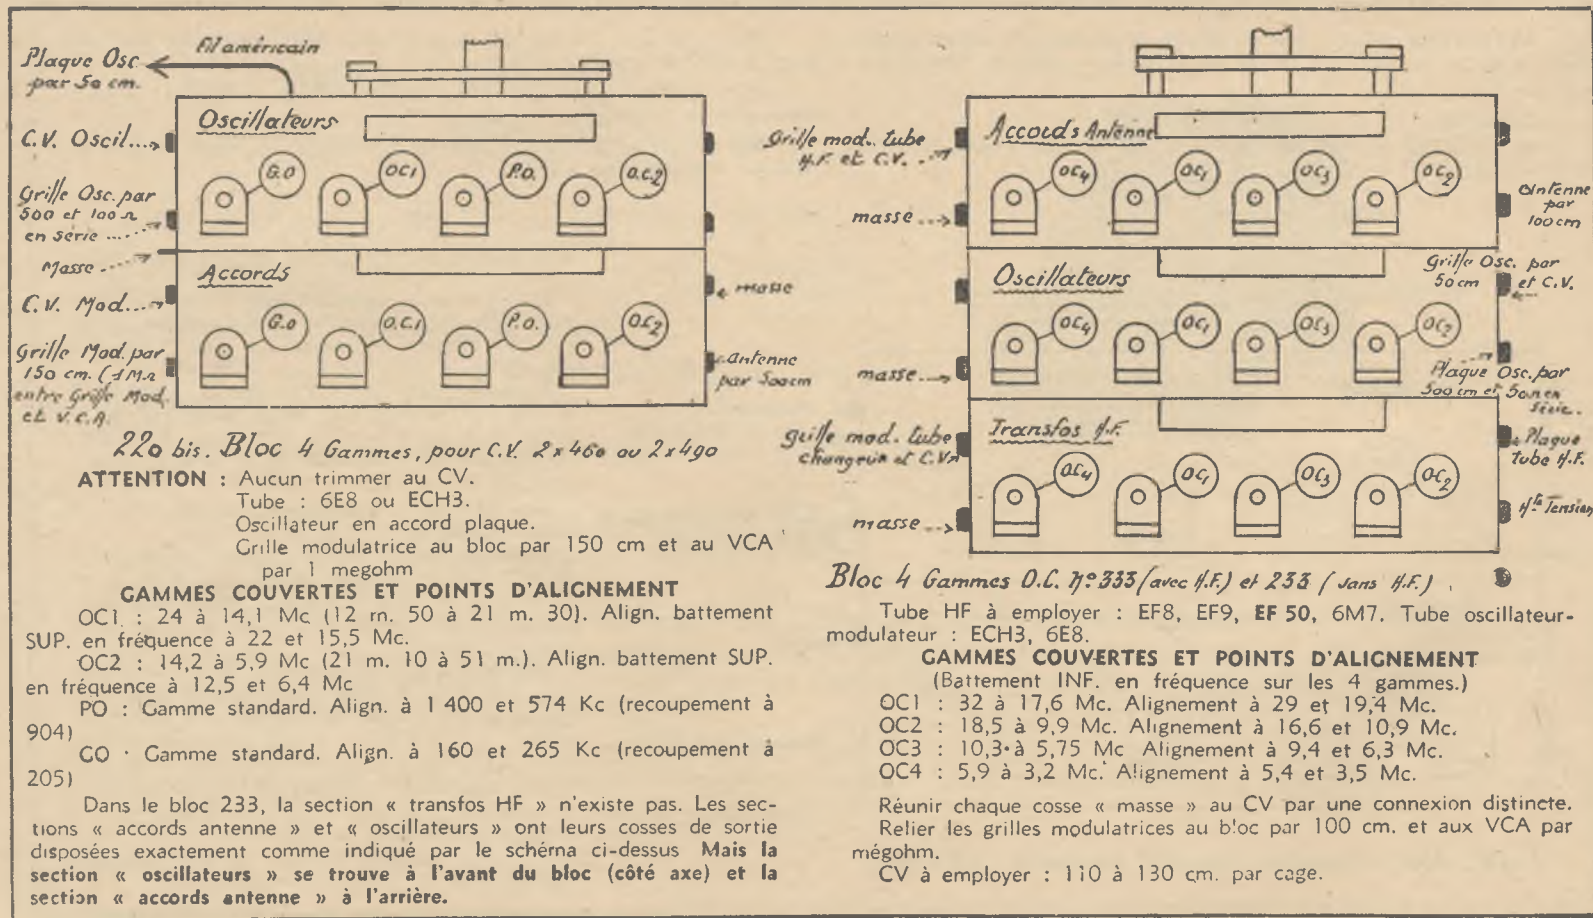 Plaque Osc
par 50 cm.
Fil américain
C.V. Oscil....
Grille Osc. par
500 et 100 Ω
en série ....
Masse ....
C.V. Mod....
Grille Mod. par
150 cm. (1MΩ
entre Grille Mod.
et V.C.A.
Oscillateurs
G.O
OC1
P.O.
O.C.2
Accords
G.O
O.C.1
P.O.
O.C2
masse
antenne
par 500cm
220 bis. Bloc 4 Gammes, pour C.V. 2x460 ou 2x490
ATTENTION : Aucun trimmer au CV.
Tube : 6E8 ou ECH3.
Oscillateur en accord plaque.
Grille modulatrice au bloc par 150 cm et au VCA
par 1 megohm
GAMMES COUVERTES ET POINTS D'ALIGNEMENT
OC1 : 24 à 14,1 Mc (12 m. 50 à 21 m. 30). Align. battement
SUP. en fréquence à 22 et 15,5 Mc.
OC2 : 14,2 à 5,9 Mc (21 m. 10 à 51 m.). Align. battement SUP.
en fréquence à 12,5 et 6,4 Mc
PO : Gamme standard. Align. à 1 400 et 574 Kc (recoupement à
904)
GO · Gamme standard. Align. à 160 et 265 Kc (recoupement à
205)
Dans le bloc 233, la section « transfos HF » n'existe pas. Les sec-
tions « accords antenne » et « oscillateurs » ont leurs cosses de sortie
disposées exactement comme indiqué par le schéma ci-dessus Mais la
section « oscillateurs » se trouve à l'avant du bloc (côté axe) et la
section « accords antenne » à l'arrière.
Grille mod. tube
H.F. et C.V. ...
masse ....
masse ....
grille mod. tube
changeur et C.V.
masse ....
Accords Antenne
OC4
OC1
OC3
OC2
Antenne
par
100cm
Oscillateurs
OC4
OC1
OC3
OC2
Grille Osc. par
50cm et C.V.
Plaque Osc. par
500 cm et 50Ω en
série.
Transfos H.F.
OC4
OC1
OC3
OC2
Plaque
tube H.F.
Hte Tension
Bloc 4 Gammes O.C. N° 333 (avec H.F.) et 233 (sans H.F.)
Tube HF à employer : EF8, EF9, EF 50, 6M7. Tube oscillateur-
modulateur : ECH3, 6E8.
GAMMES COUVERTES ET POINTS D'ALIGNEMENT
(Battement INF. en fréquence sur les 4 gammes.)
OC1 : 32 à 17,6 Mc. Alignement à 29 et 19,4 Mc.
OC2 : 18,5 à 9,9 Mc. Alignement à 16,6 et 10,9 Mc.
OC3 : 10,3 à 5,75 Mc Alignement à 9,4 et 6,3 Mc.
OC4 : 5,9 à 3,2 Mc. Alignement à 5,4 et 3,5 Mc.
Réunir chaque cosse « masse » au CV par une connexion distincte.
Relier les grilles modulatrices au bloc par 100 cm. et aux VCA par
mégohm.
CV à employer : 110 à 130 cm. par cage.